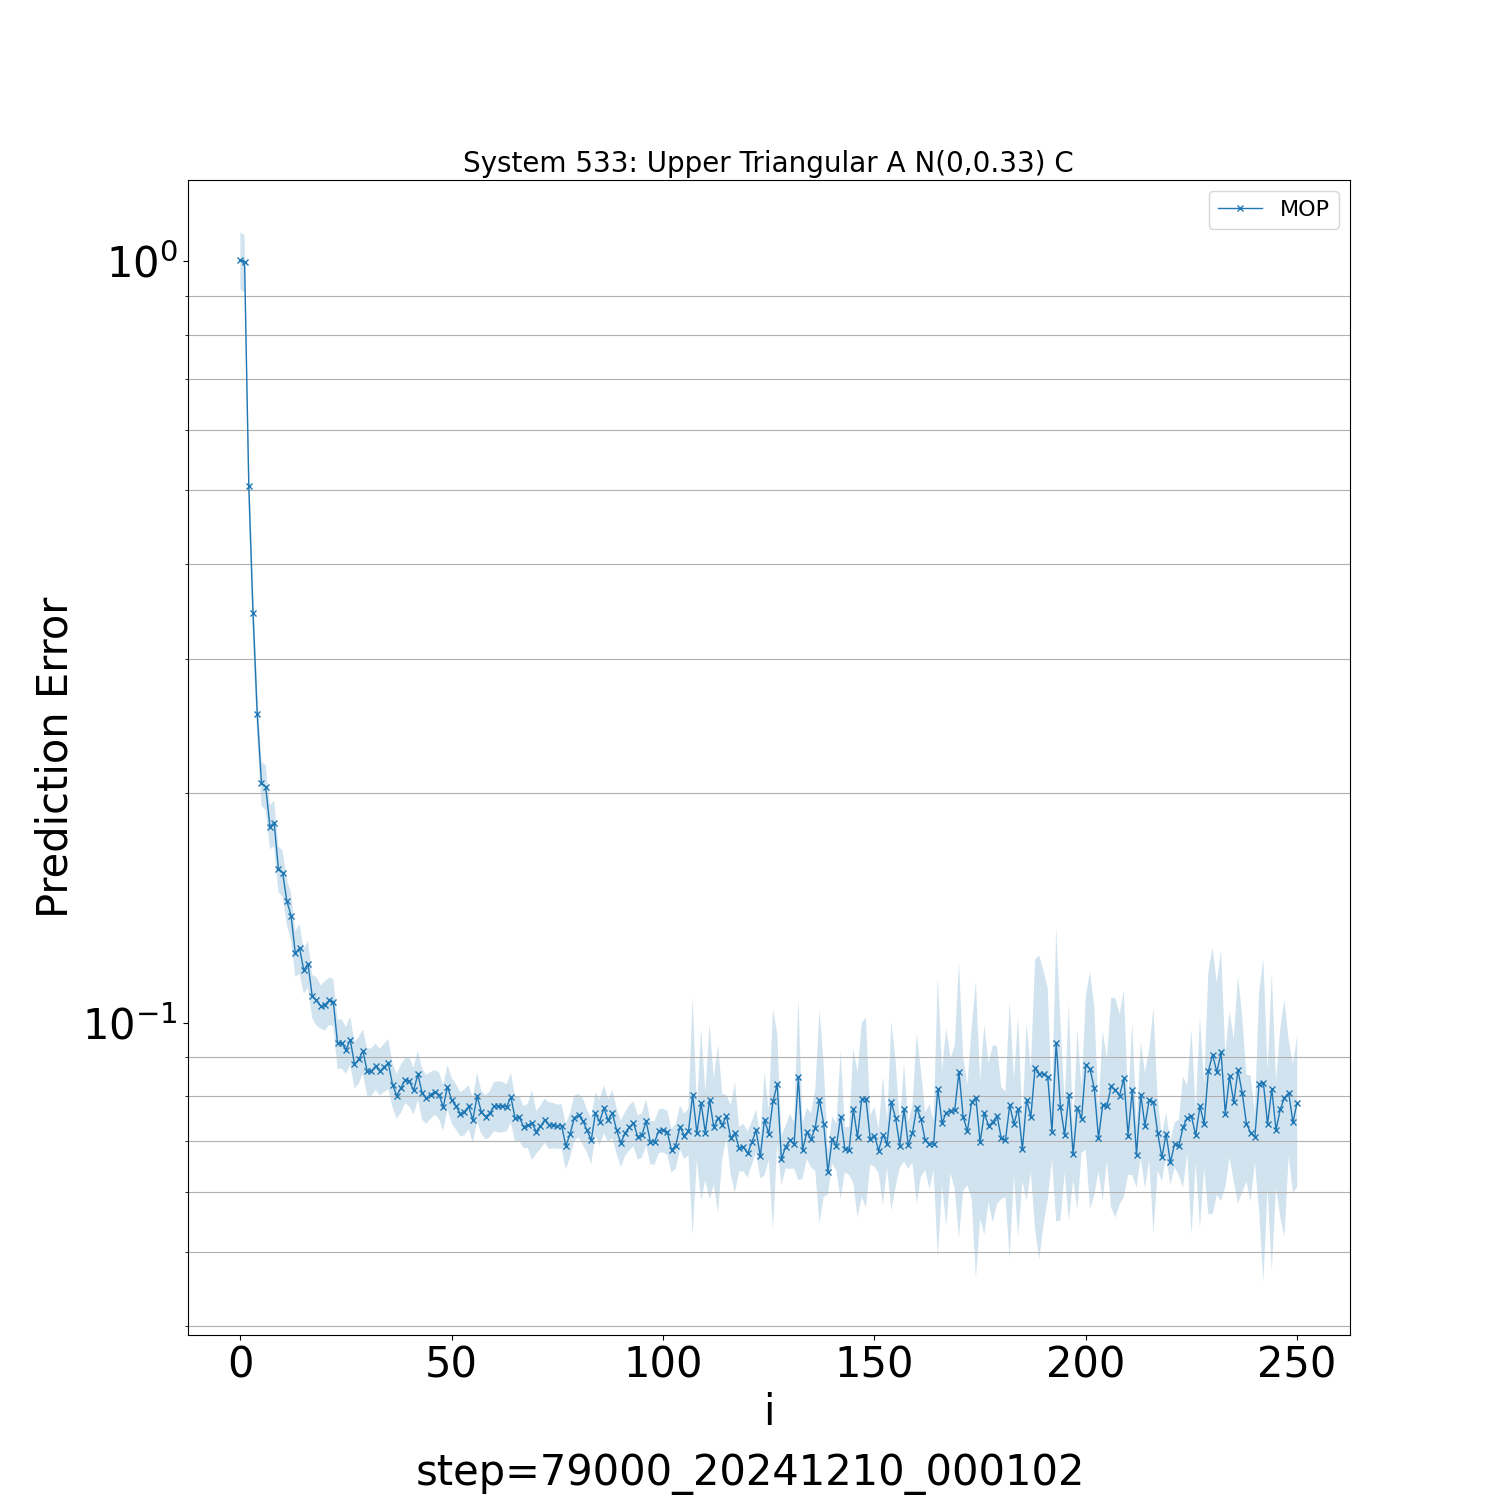 System 533: Upper Triangular A N(0,0.33) C
MOP
10⁰
10⁻¹
Prediction Error
0 50 100 150 200 250
i
step=79000_20241210_000102